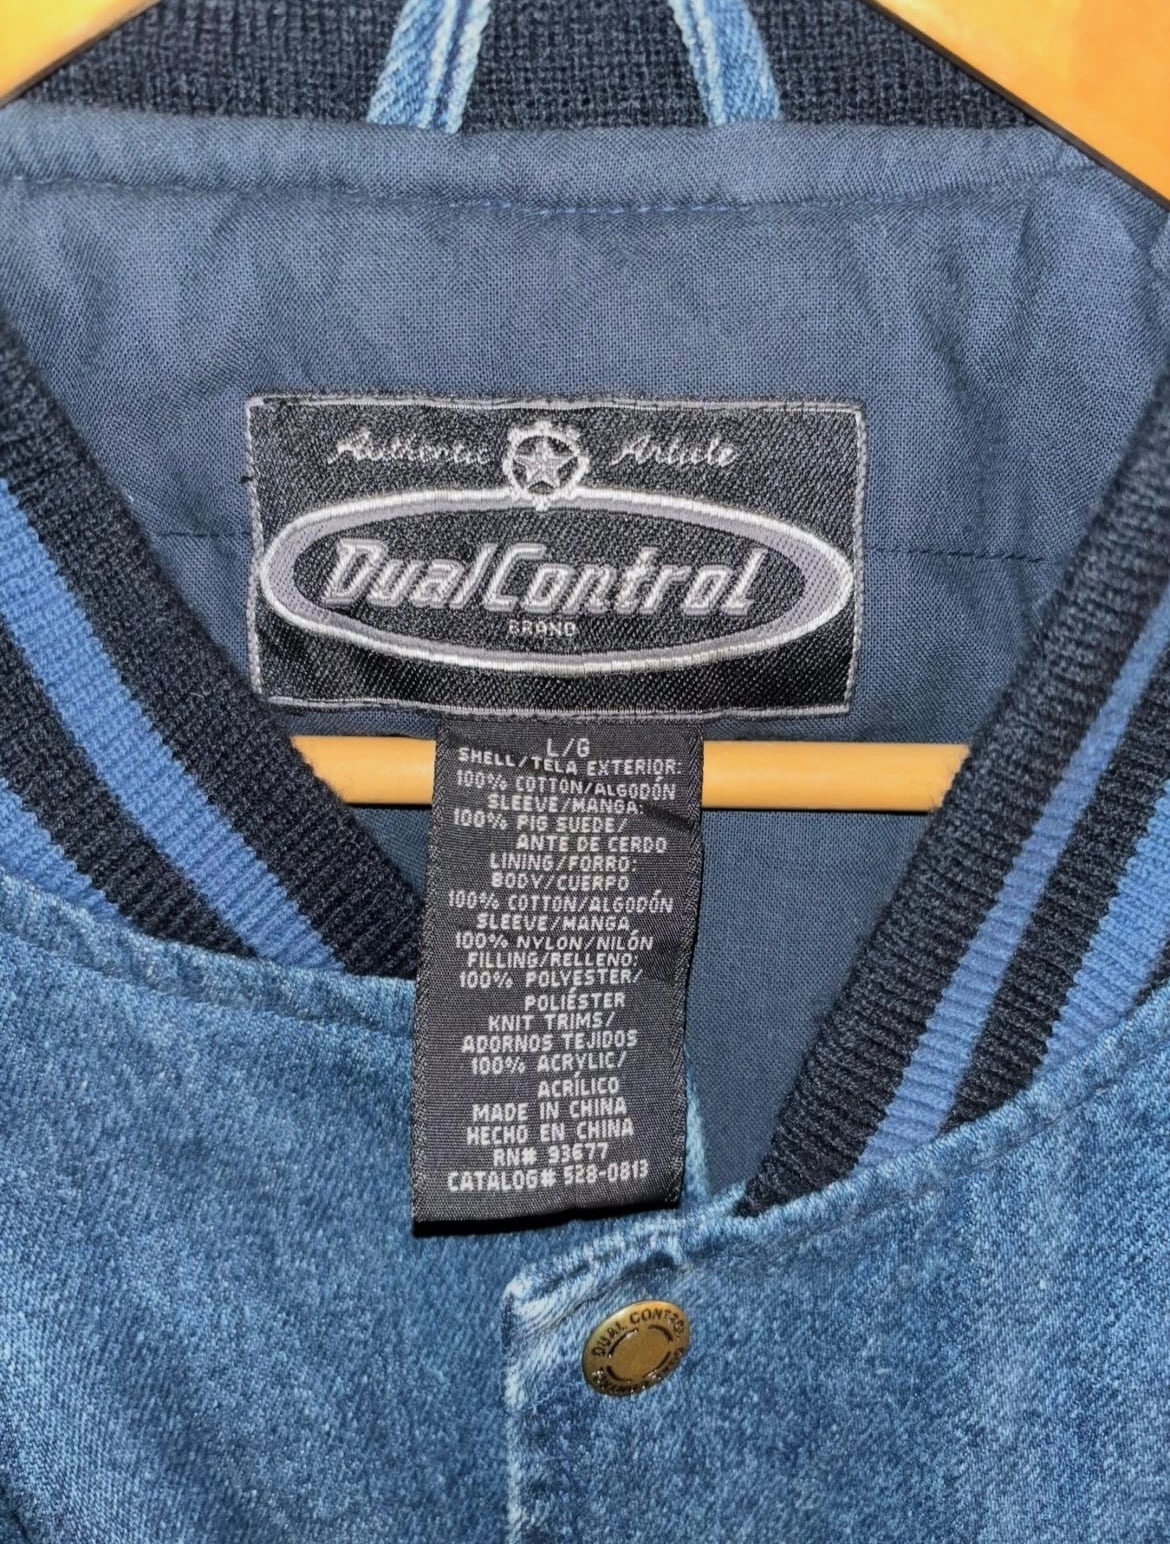 Authentic Article
DualControl
BRAND
L/G
SHELL/TELA EXTERIOR:
100% COTTON/ALGODÓN
SLEEVE/MANGA:
100% PIG SUEDE/
ANTE DE CERDO
LINING/FORRO:
BODY/CUERPO
100% COTTON/ALGODÓN
SLEEVE/MANGA
100% NYLON/NILÓN
FILLING/RELLENO:
100% POLYESTER/
POLIÉSTER
KNIT TRIMS/
ADORNOS TEJIDOS
100% ACRYLIC/
ACRÍLICO
MADE IN CHINA
HECHO EN CHINA
RN# 93677
CATALOG# 528-0813
DUAL CONTROL